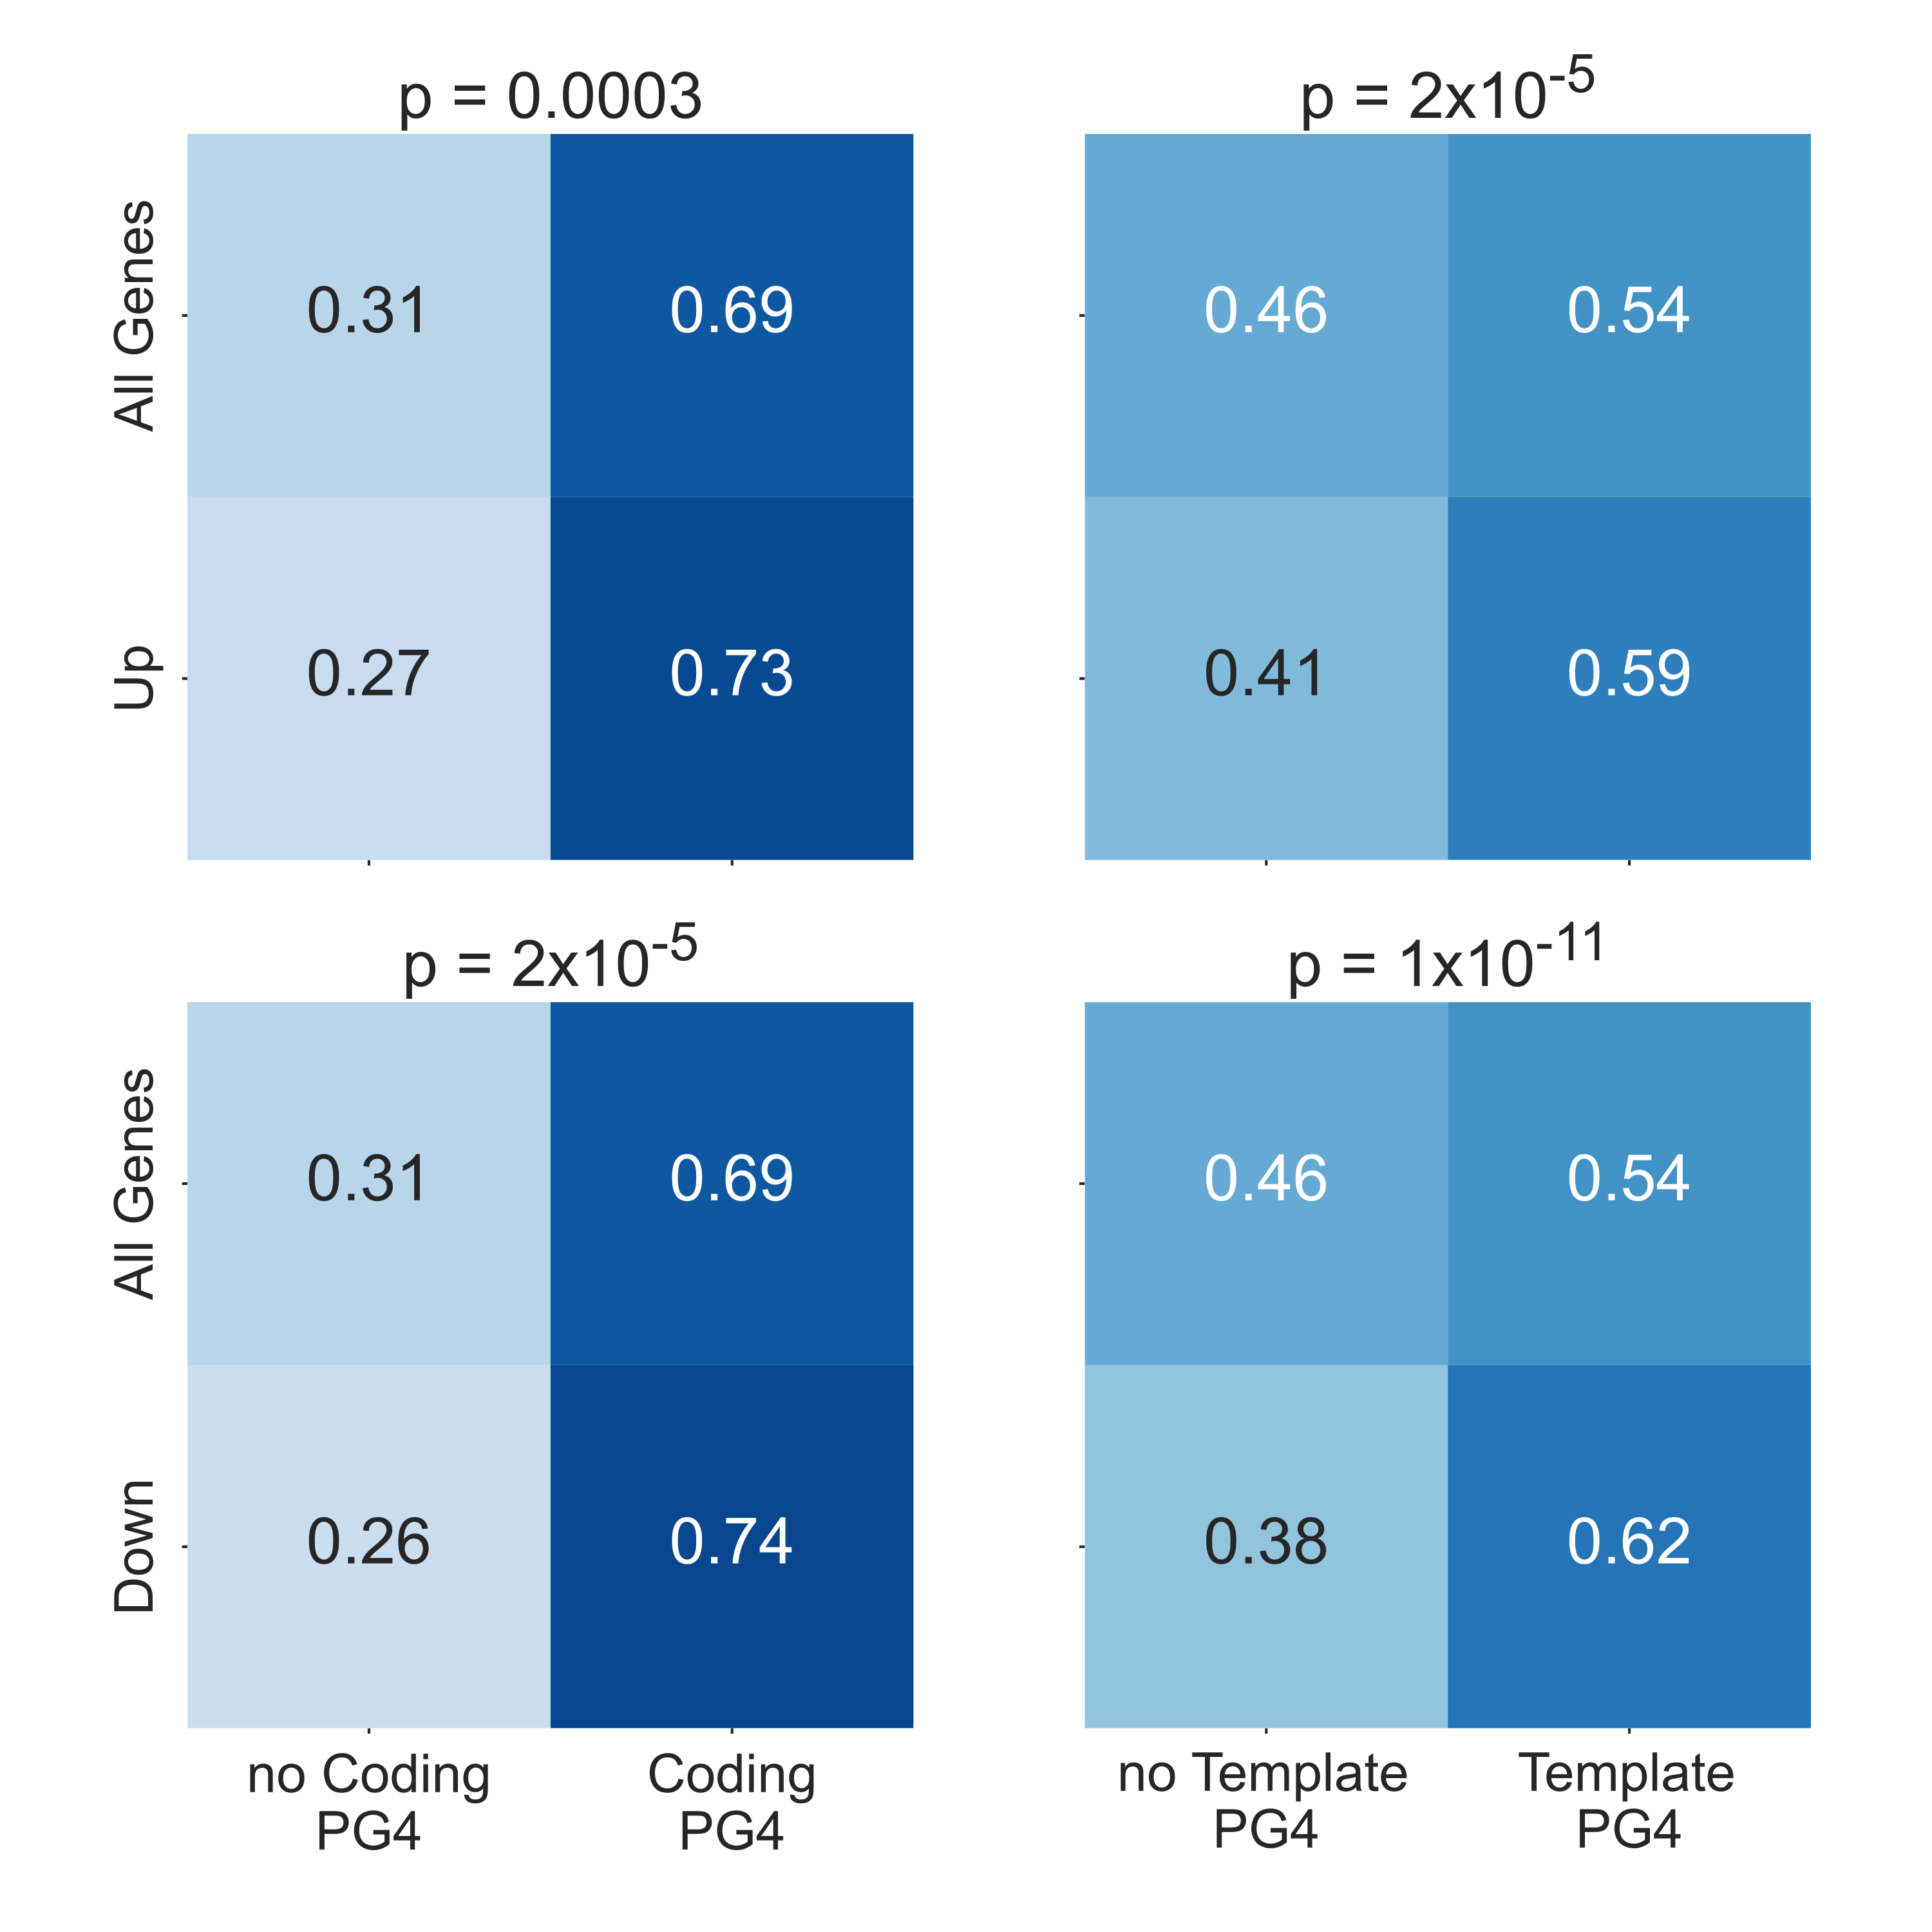 p = 0.0003
p = 2x10-5
All Genes
0.31
0.69
0.46
0.54
Up
0.27
0.73
0.41
0.59
p = 2x10-5
p = 1x10-11
All Genes
0.31
0.69
0.46
0.54
Down
0.26
0.74
0.38
0.62
no Coding
PG4
Coding
PG4
no Template
PG4
Template
PG4